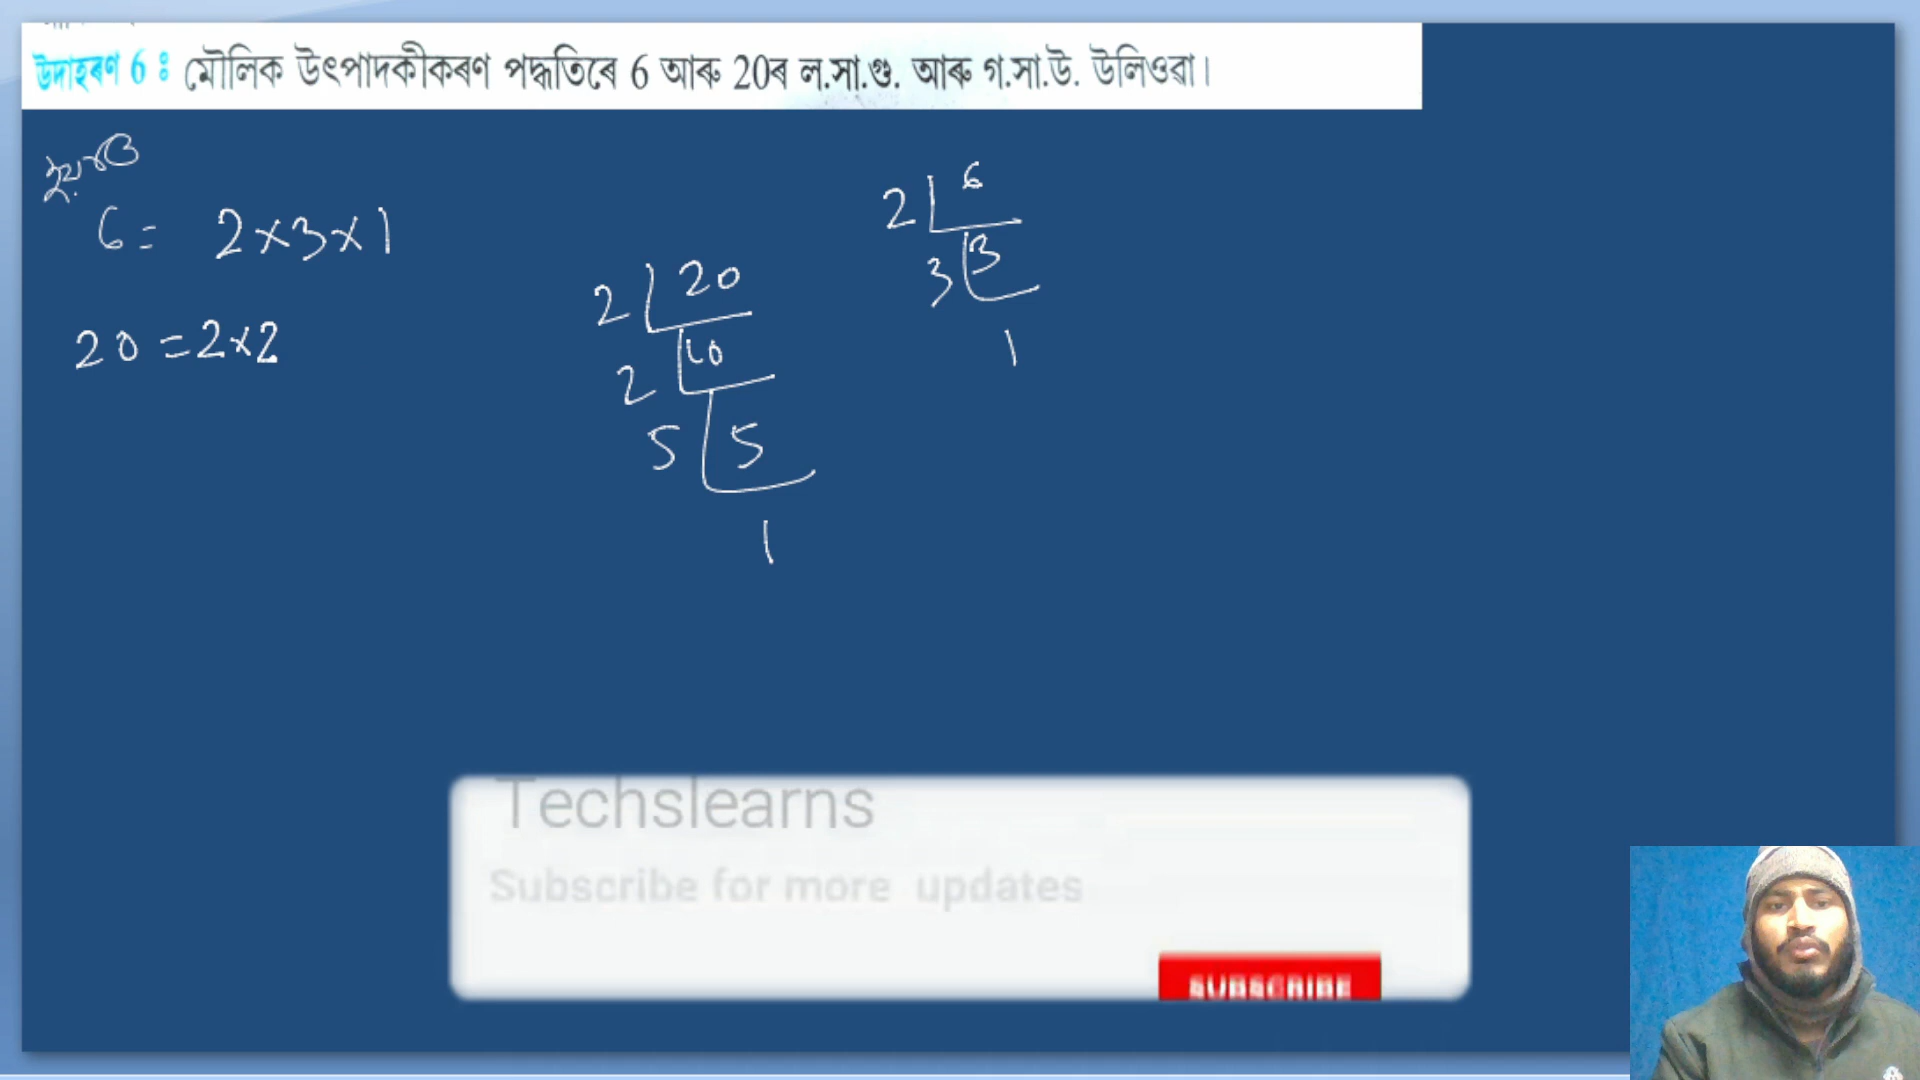 উদাহৰণ 6 : মৌলিক উৎপাদকীকৰণ পদ্ধতিৰে 6 আৰু 20ৰ ল.সা.গু. আৰু গ.সা.উ. উলিওৱা।
6 = 2×3×1
20 = 2×2
2 20
2 10
5 5
1
2 6
3 3
1
Techslearns
Subscribe for more updates
SUBSCRIBE